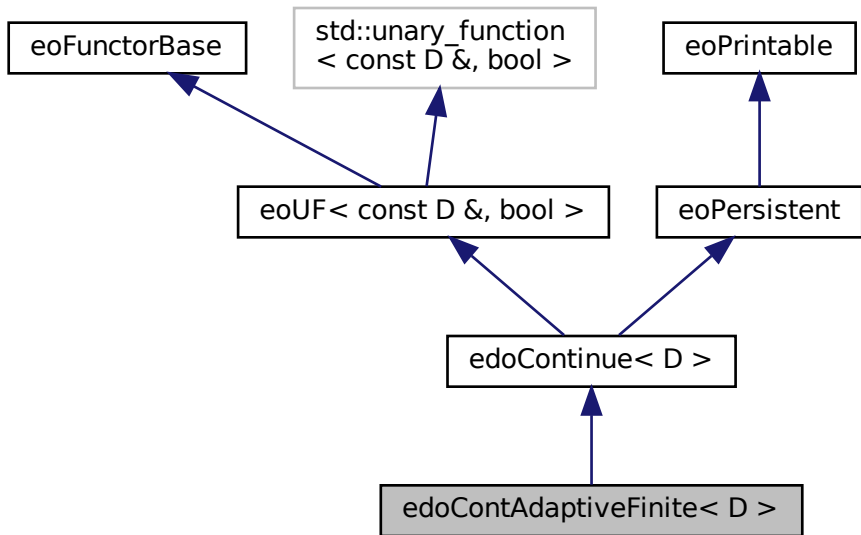 eoFunctorBase
std::unary_function
< const D &, bool >
eoPrintable
eoUF< const D &, bool >
eoPersistent
edoContinue< D >
edoContAdaptiveFinite< D >